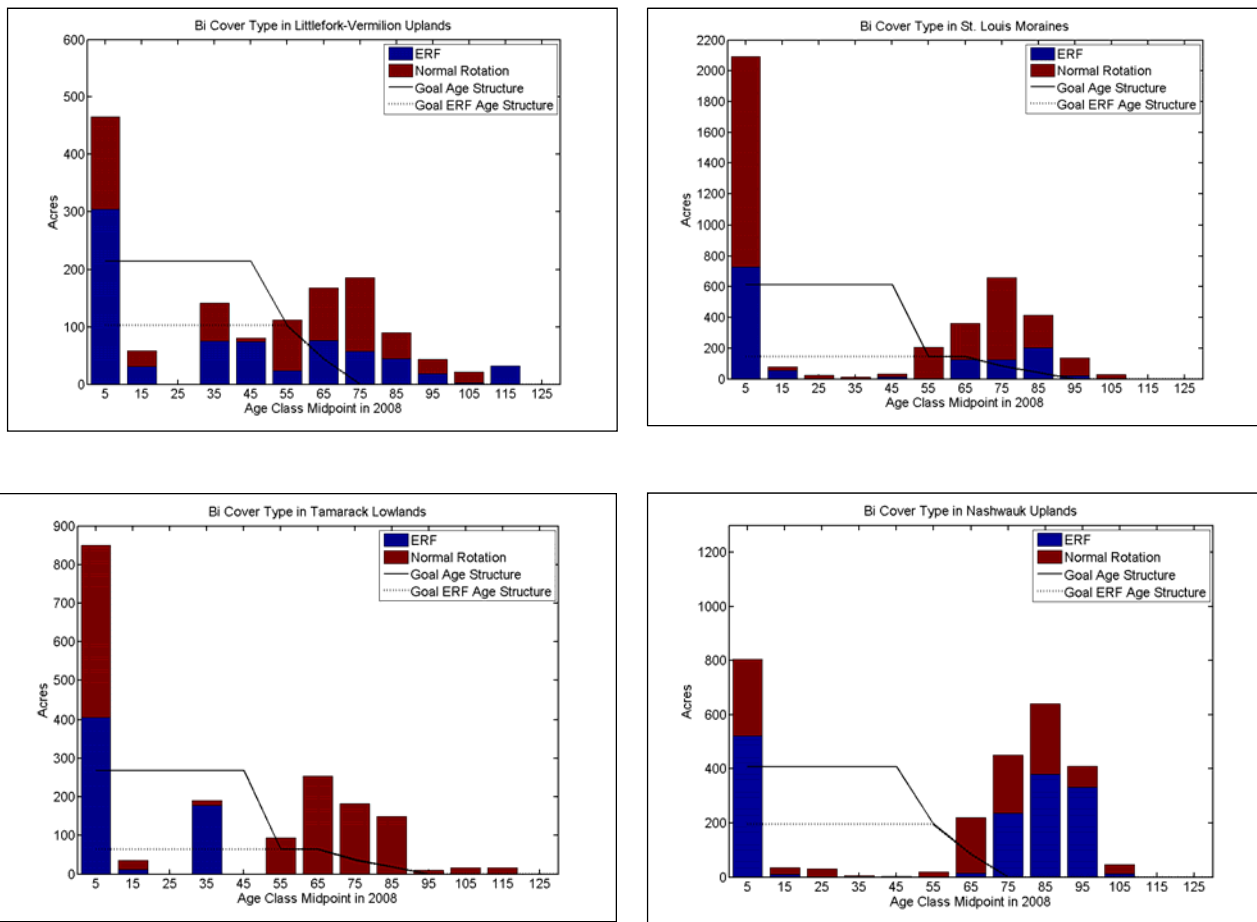 Bi Cover Type in Littlefork-Vermilion Uplands
600
500
400
300
200
100
0
Acres
ERF
Normal Rotation
Goal Age Structure
Goal ERF Age Structure
5 15 25 35 45 55 65 75 85 95 105 115 125
Age Class Midpoint in 2008
Bi Cover Type in St. Louis Moraines
2200
2000
1800
1600
1400
1200
1000
800
600
400
200
0
Acres
ERF
Normal Rotation
Goal Age Structure
Goal ERF Age Structure
5 15 25 35 45 55 65 75 85 95 105 115 125
Age Class Midpoint in 2008
Bi Cover Type in Tamarack Lowlands
900
800
700
600
500
400
300
200
100
0
Acres
ERF
Normal Rotation
Goal Age Structure
Goal ERF Age Structure
5 15 25 35 45 55 65 75 85 95 105 115 125
Age Class Midpoint in 2008
Bi Cover Type in Nashwauk Uplands
1200
1000
800
600
400
200
0
Acres
ERF
Normal Rotation
Goal Age Structure
Goal ERF Age Structure
5 15 25 35 45 55 65 75 85 95 105 115 125
Age Class Midpoint in 2008